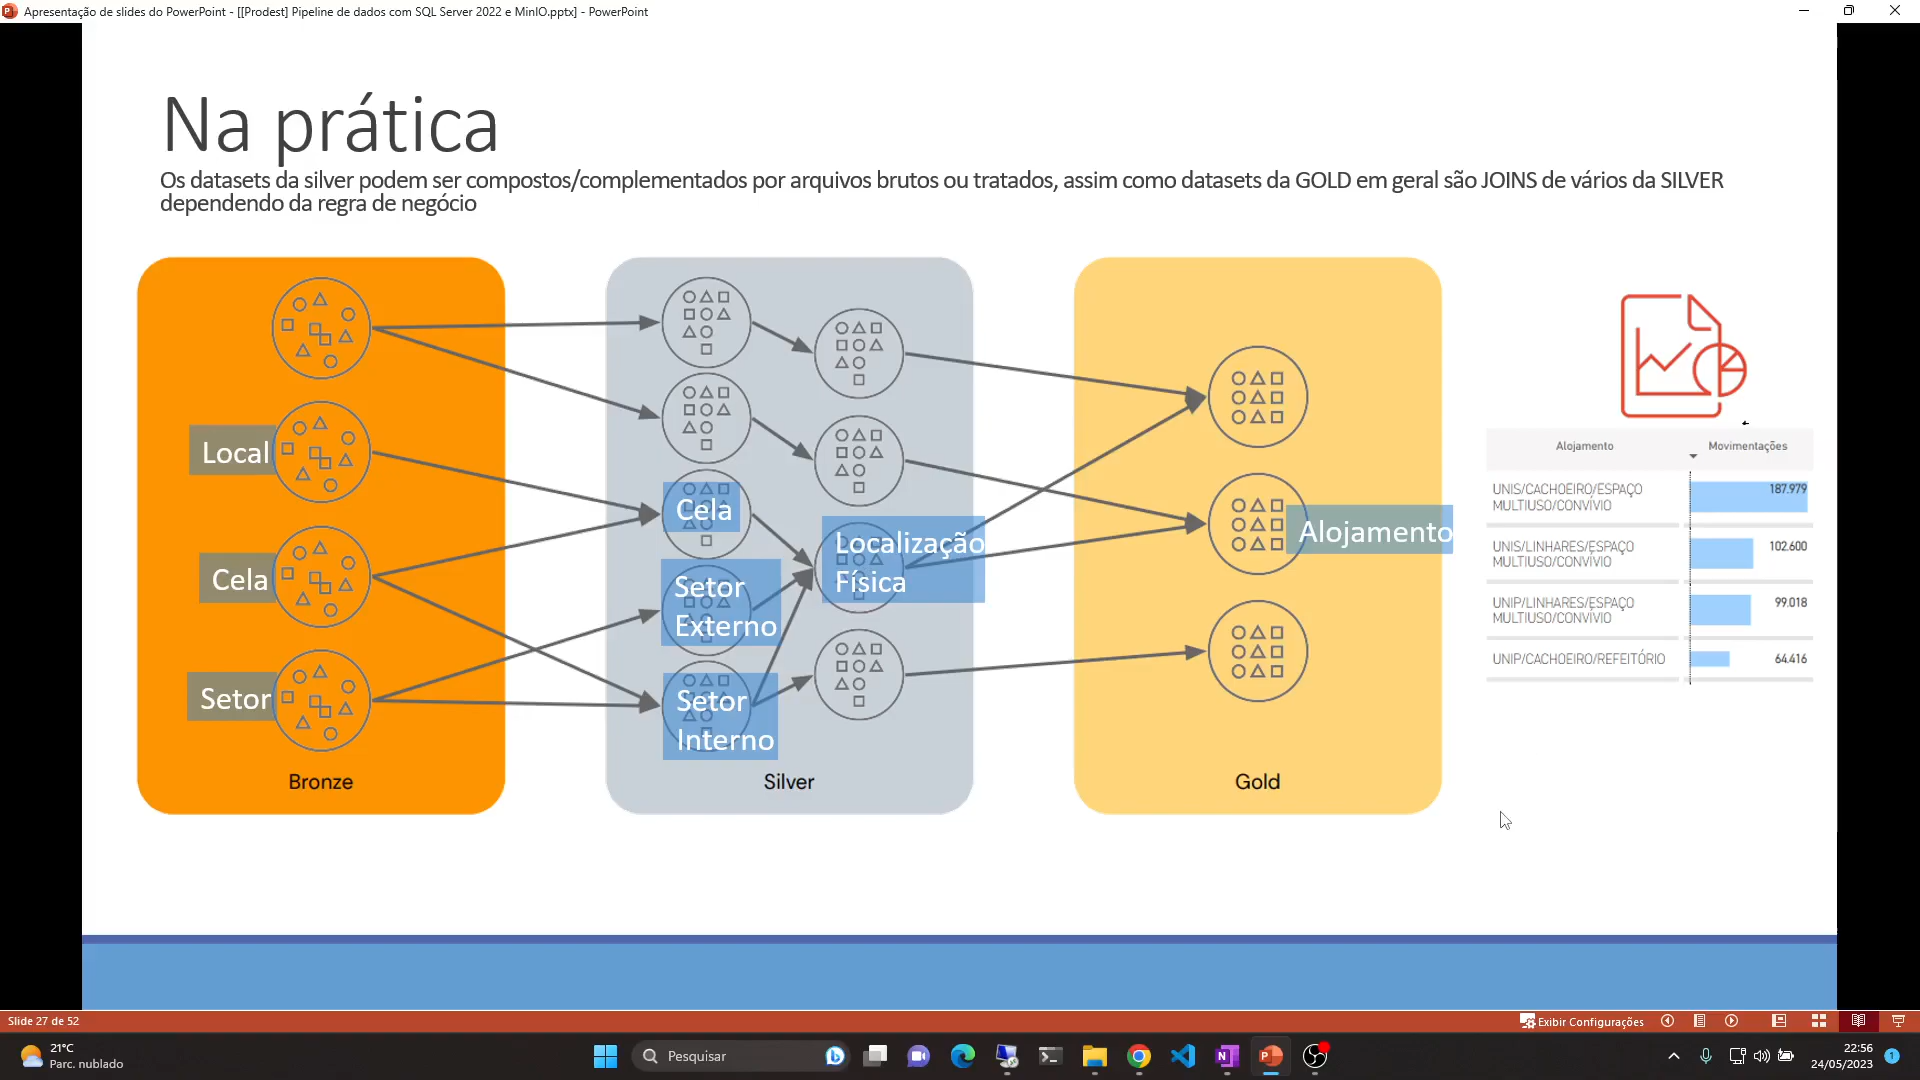 Apresentação de slides do PowerPoint - [[Prodest] Pipeline de dados com SQL Server 2022 e MinIO.pptx] - PowerPoint
Na prática
Os datasets da silver podem ser compostos/complementados por arquivos brutos ou tratados, assim como datasets da GOLD em geral são JOINS de vários da SILVER
dependendo da regra de negócio
Local
Cela
Setor
Bronze
Cela
Setor
Externo
Setor
Interno
Localização
Física
Silver
Alojamento
Gold
Alojamento Movimentações
UNIS/CACHOEIRO/ESPAÇO
MULTIUSO/CONVÍVIO
187.979
UNIS/LINHARES/ESPAÇO
MULTIUSO/CONVÍVIO
102.600
UNIP/LINHARES/ESPAÇO
MULTIUSO/CONVÍVIO
99.018
UNIP/CACHOEIRO/REFEITÓRIO 64.416
Slide 27 de 52
Exibir Configurações
21°C
Parc. nublado
Pesquisar
22:56
24/05/2023
1